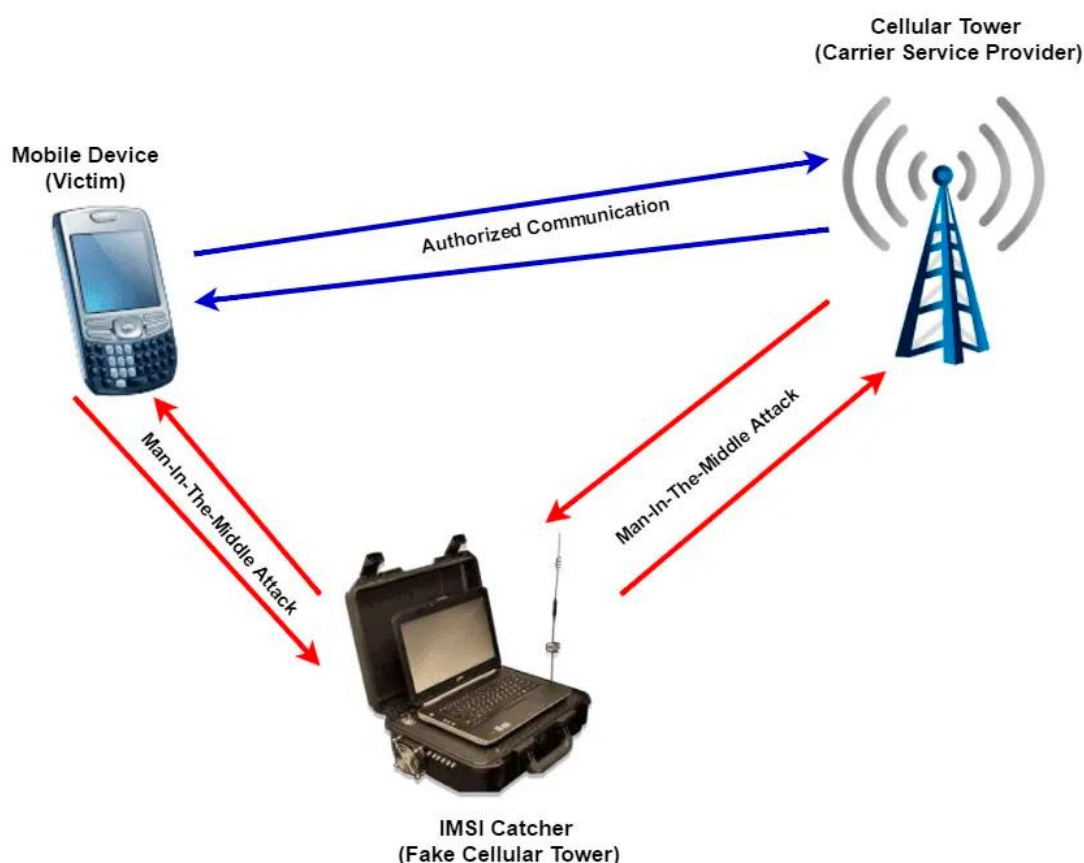 Cellular Tower
(Carrier Service Provider)
Mobile Device
(Victim)
Authorized Communication
Man-In-The-Middle Attack
Man-In-The-Middle Attack
IMSI Catcher
(Fake Cellular Tower)